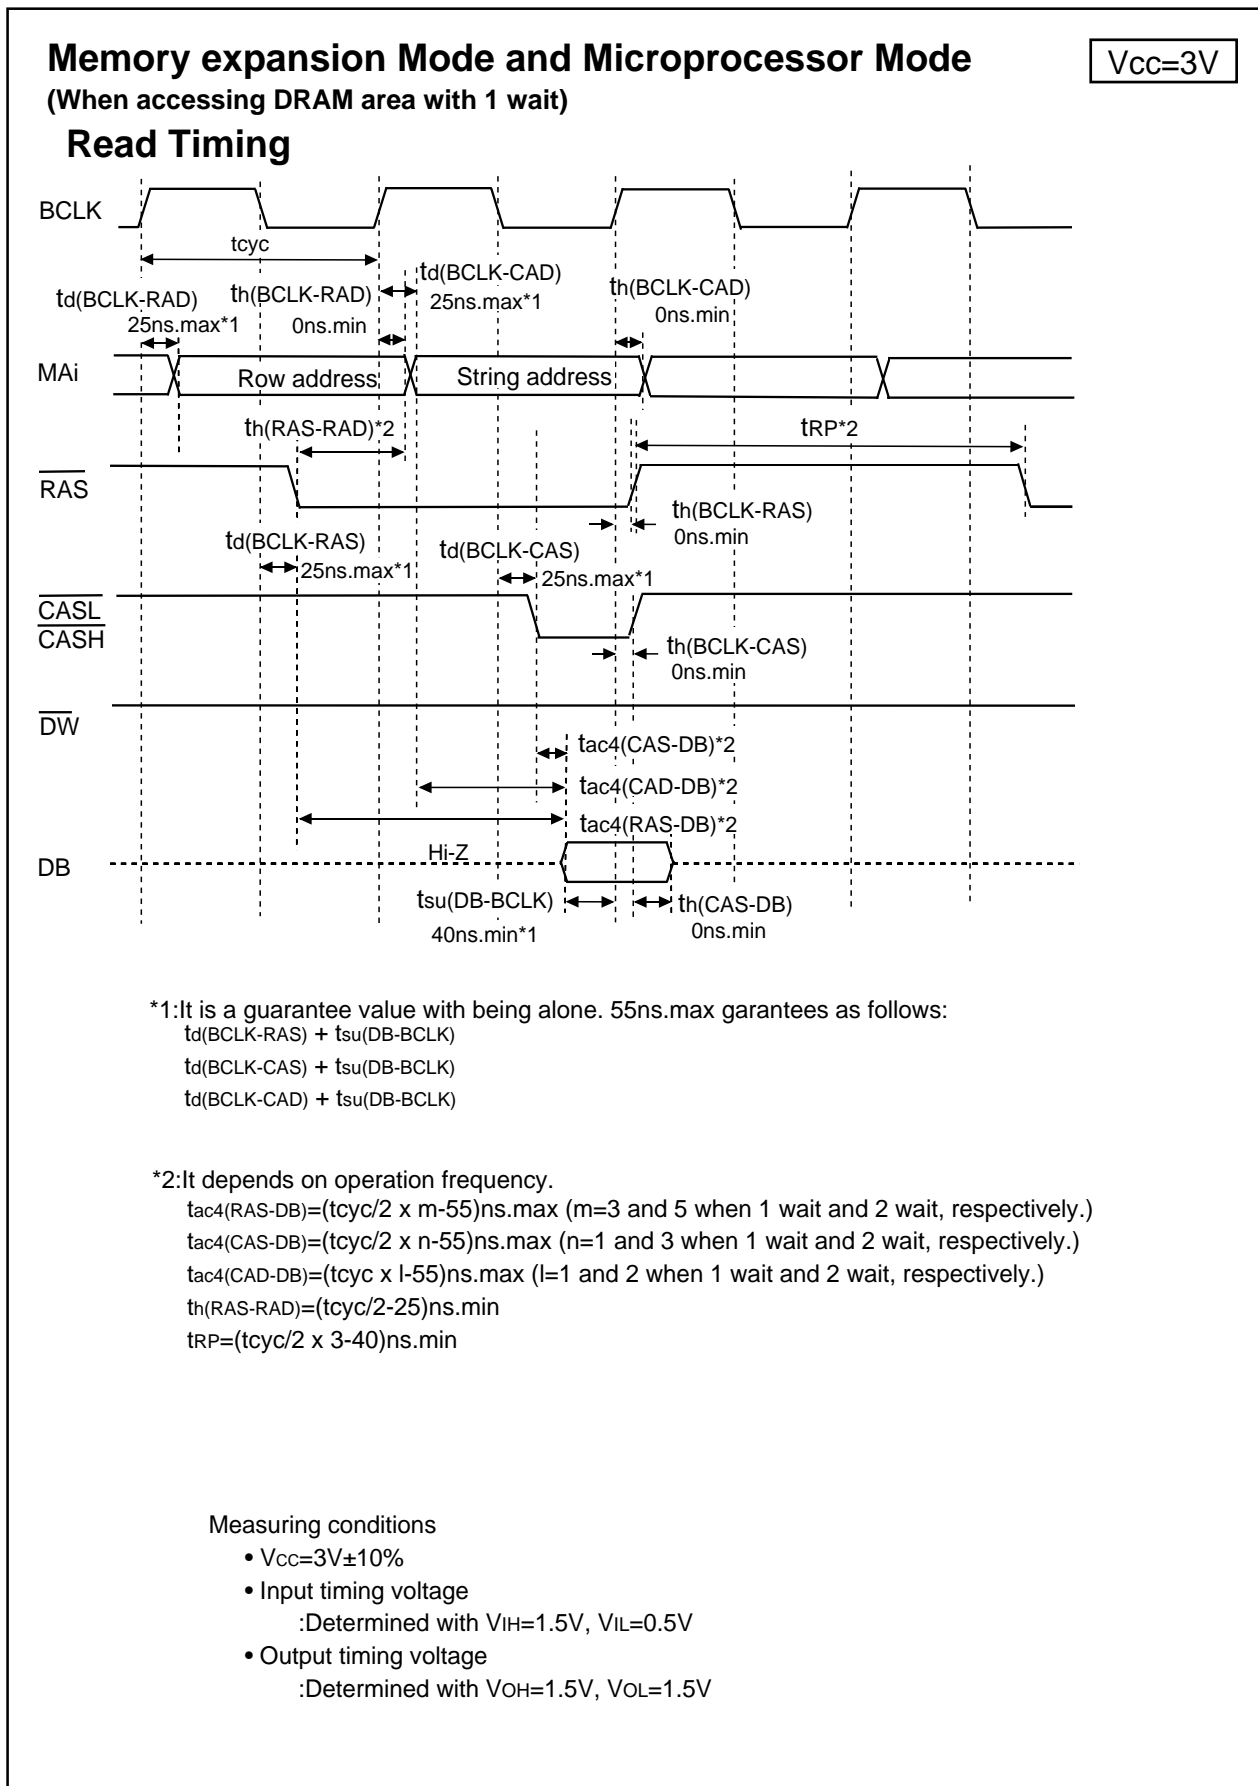 Memory expansion Mode and Microprocessor Mode
Vcc=3V
(When accessing DRAM area with 1 wait)
Read Timing
BCLK
tcyc
td(BCLK-RAD)
25ns.max*1
th(BCLK-RAD)
0ns.min
td(BCLK-CAD)
25ns.max*1
th(BCLK-CAD)
0ns.min
MAi
Row address
String address
th(RAS-RAD)*2
tRP*2
RAS
th(BCLK-RAS)
0ns.min
td(BCLK-RAS)
25ns.max*1
td(BCLK-CAS)
25ns.max*1
CASL
CASH
th(BCLK-CAS)
0ns.min
DW
tac4(CAS-DB)*2
tac4(CAD-DB)*2
tac4(RAS-DB)*2
DB
Hi-Z
tsu(DB-BCLK)
40ns.min*1
th(CAS-DB)
0ns.min
*1:It is a guarantee value with being alone. 55ns.max garantees as follows:
td(BCLK-RAS) + tsu(DB-BCLK)
td(BCLK-CAS) + tsu(DB-BCLK)
td(BCLK-CAD) + tsu(DB-BCLK)
*2:It depends on operation frequency.
tac4(RAS-DB)=(tcyc/2 x m-55)ns.max (m=3 and 5 when 1 wait and 2 wait, respectively.)
tac4(CAS-DB)=(tcyc/2 x n-55)ns.max (n=1 and 3 when 1 wait and 2 wait, respectively.)
tac4(CAD-DB)=(tcyc x l-55)ns.max (l=1 and 2 when 1 wait and 2 wait, respectively.)
th(RAS-RAD)=(tcyc/2-25)ns.min
tRP=(tcyc/2 x 3-40)ns.min
Measuring conditions
• VCC=3V±10%
• Input timing voltage
:Determined with VIH=1.5V, VIL=0.5V
• Output timing voltage
:Determined with VOH=1.5V, VOL=1.5V